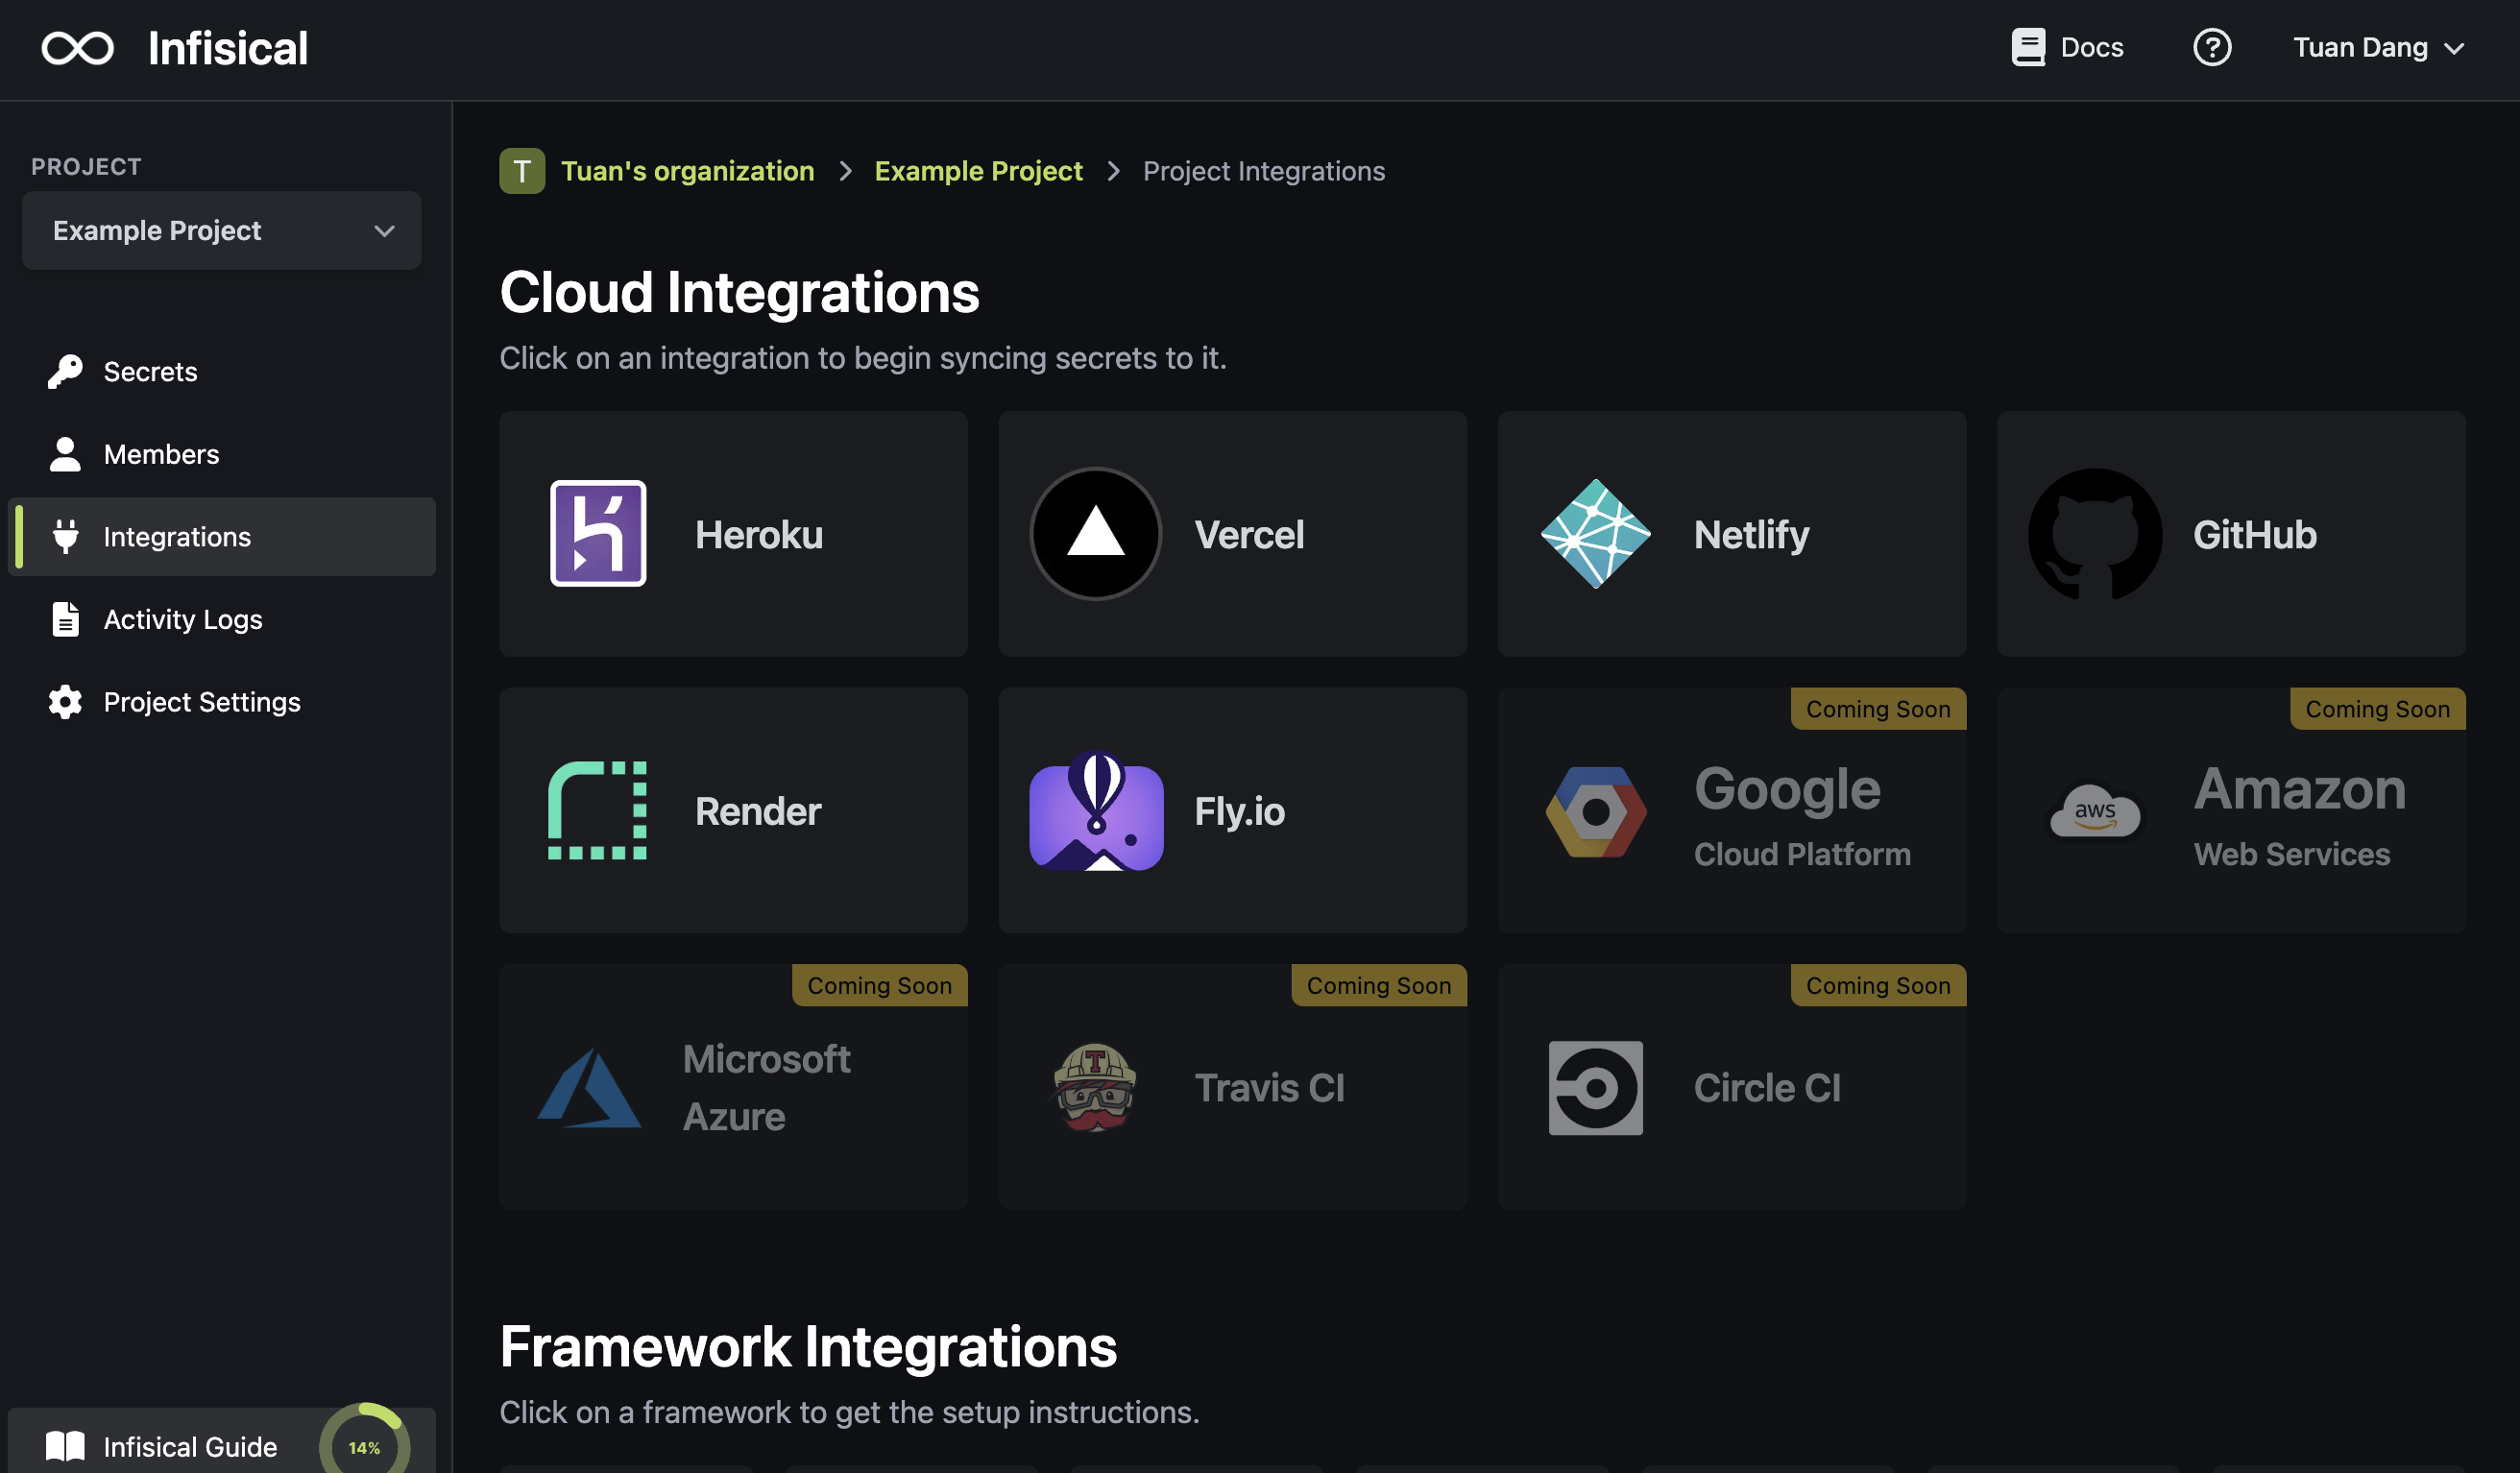 Infisical
Docs
Tuan Dang
PROJECT
Example Project
Secrets
Members
Integrations
Activity Logs
Project Settings
Infisical Guide
14%
T Tuan's organization > Example Project > Project Integrations
Cloud Integrations
Click on an integration to begin syncing secrets to it.
Heroku
Vercel
Netlify
GitHub
Render
Fly.io
Coming Soon
Google
Cloud Platform
Coming Soon
aws
Amazon
Web Services
Coming Soon
Microsoft
Azure
Coming Soon
T
Travis CI
Coming Soon
Circle CI
Framework Integrations
Click on a framework to get the setup instructions.